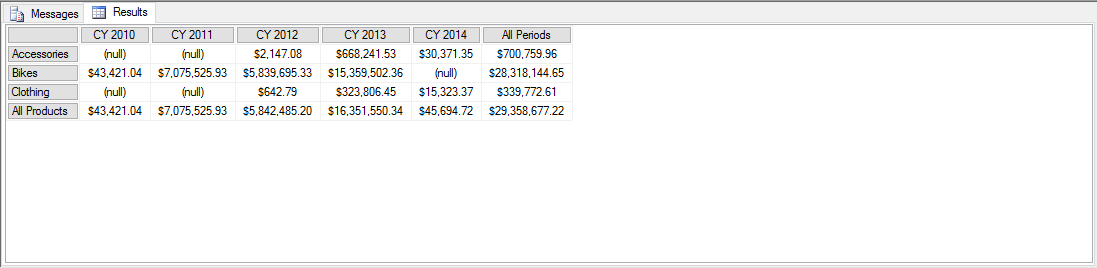 Messages Results
CY 2010 CY 2011 CY 2012 CY 2013 CY 2014 All Periods
Accessories (null) (null) $2,147.08 $668,241.53 $30,371.35 $700,759.96
Bikes $43,421.04 $7,075,525.93 $5,839,695.33 $15,359,502.36 (null) $28,318,144.65
Clothing (null) (null) $642.79 $323,806.45 $15,323.37 $339,772.61
All Products $43,421.04 $7,075,525.93 $5,842,485.20 $16,351,550.34 $45,694.72 $29,358,677.22